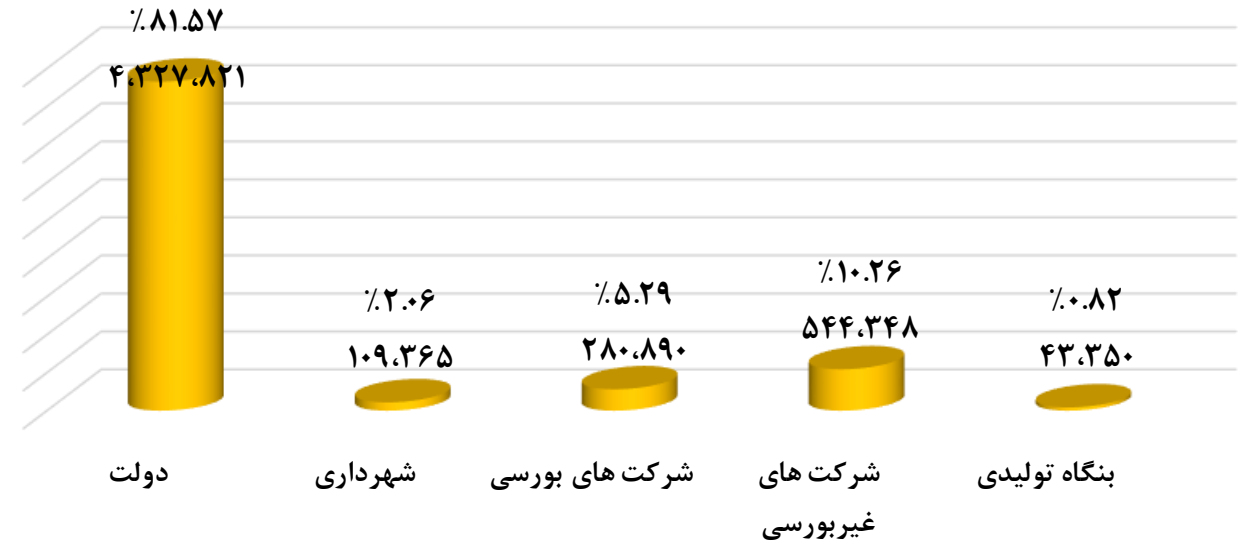 ٪۸۱.۵۷
۴،۳۲۷،۸۲۱
٪۲.۰۶
۱۰۹،۳۶۵
٪۵.۲۹
۲۸۰،۸۹۰
٪۱۰.۲۶
۵۴۴،۳۴۸
٪۰.۸۲
۴۳،۳۵۰
دولت
شهرداری
شرکت های بورسی
شرکت های
غیربورسی
بنگاه تولیدی